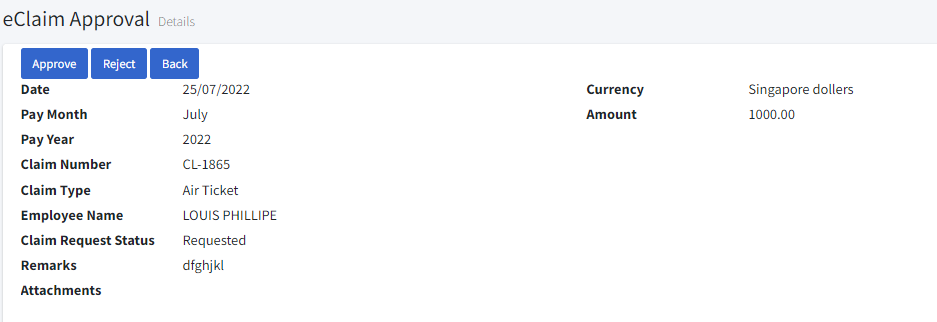 eClaim Approval Details
Approve Reject Back
Date 25/07/2022 Currency Singapore dollers
Pay Month July Amount 1000.00
Pay Year 2022
Claim Number CL-1865
Claim Type Air Ticket
Employee Name LOUIS PHILLIPE
Claim Request Status Requested
Remarks dfghjkl
Attachments